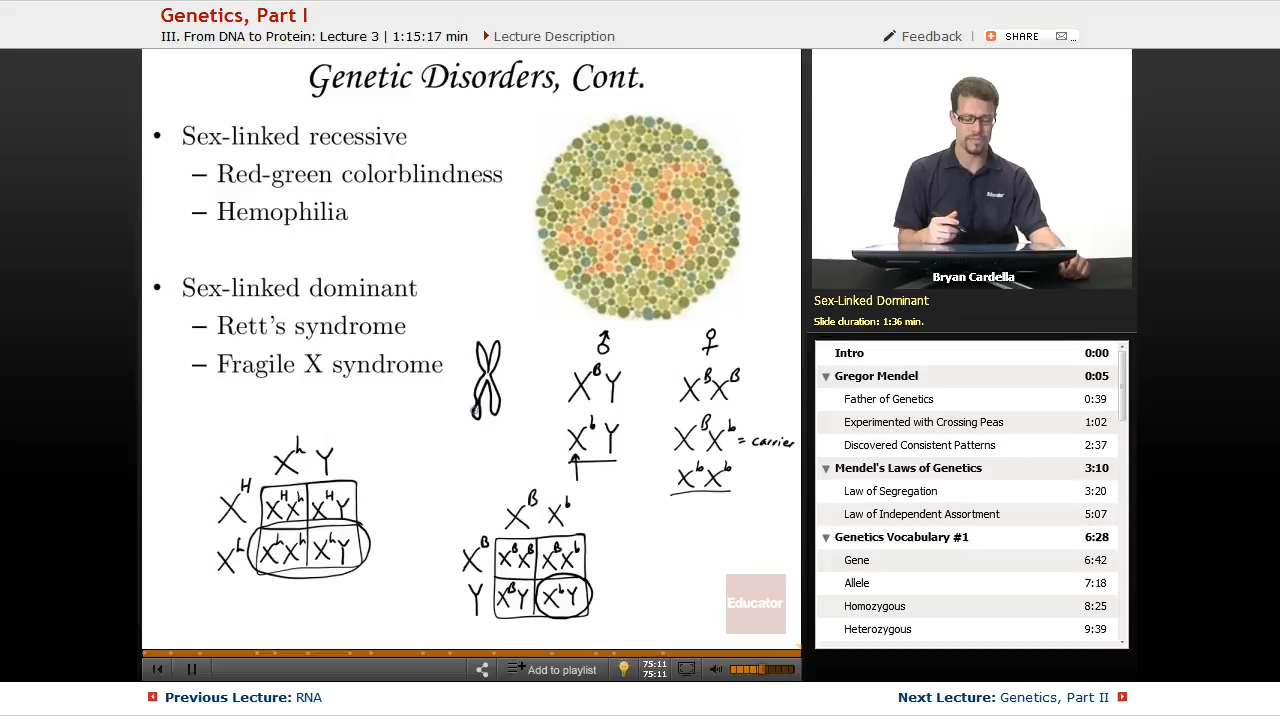 Genetics, Part I
III. From DNA to Protein: Lecture 3 | 1:15:17 min
Lecture Description
Feedback
SHARE
...
Genetic Disorders, Cont.
• Sex-linked recessive
– Red-green colorblindness
– Hemophilia
• Sex-linked dominant
– Rett's syndrome
– Fragile X syndrome
45
♂ ♀
X^B Y X^B X^B
X^b Y X^B X^b = carrier
X^b X^b
X^h Y
X^H X^H X^h X^H Y
X^h X^h X^h X^h Y
X^B X^b
X^B X^B X^B X^B X^b
Y X^B Y X^b Y
Educator
Educator
Bryan Cardella
Sex-Linked Dominant
Slide duration: 1:36 min.
Intro 0:00
Gregor Mendel 0:05
Father of Genetics 0:39
Experimented with Crossing Peas 1:02
Discovered Consistent Patterns 2:37
Mendel's Laws of Genetics 3:10
Law of Segregation 3:20
Law of Independent Assortment 5:07
Genetics Vocabulary #1 6:28
Gene 6:42
Allele 7:18
Homozygous 8:25
Heterozygous 9:39
Add to playlist
75:11
75:11
Previous Lecture: RNA
Next Lecture: Genetics, Part II